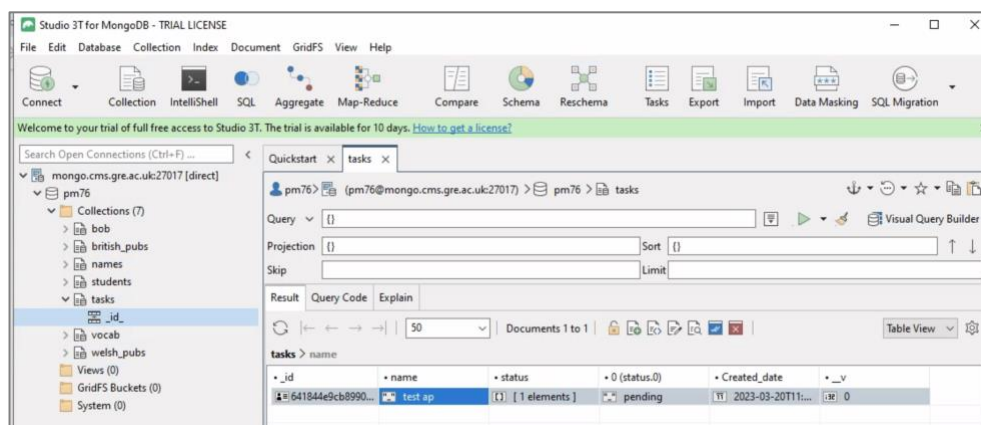 Studio 3T for MongoDB - TRIAL LICENSE
File Edit Database Collection Index Document GridFS View Help
Connect Collection IntelliShell SQL Aggregate Map-Reduce Compare Schema Reschema Tasks Export Import Data Masking SQL Migration
Welcome to your trial of full free access to Studio 3T. The trial is available for 10 days. How to get a license?
Search Open Connections (Ctrl+F) ...
mongo.cms.gre.ac.uk:27017 [direct]
pm76
Collections (7)
bob
british_pubs
names
students
tasks
_id_
vocab
welsh_pubs
Views (0)
GridFS Buckets (0)
System (0)
Quickstart tasks
pm76> (pm76@mongo.cms.gre.ac.uk:27017) > pm76 > tasks
Query {} Visual Query Builder
Projection {} Sort {}
Skip Limit
Result Query Code Explain
50 Documents 1 to 1 Table View
tasks > name
_id name status 0 (status.0) Created_date __v
641844e9cb8990... test ap [ 1 elements ] pending 2023-03-20T11:... 0